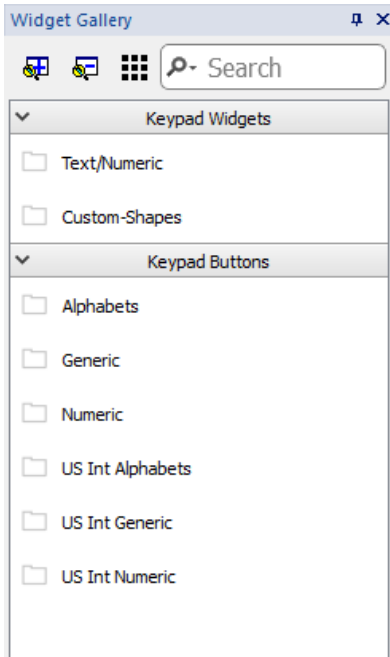 Widget Gallery
Search
Keypad Widgets
Text/Numeric
Custom-Shapes
Keypad Buttons
Alphabets
Generic
Numeric
US Int Alphabets
US Int Generic
US Int Numeric